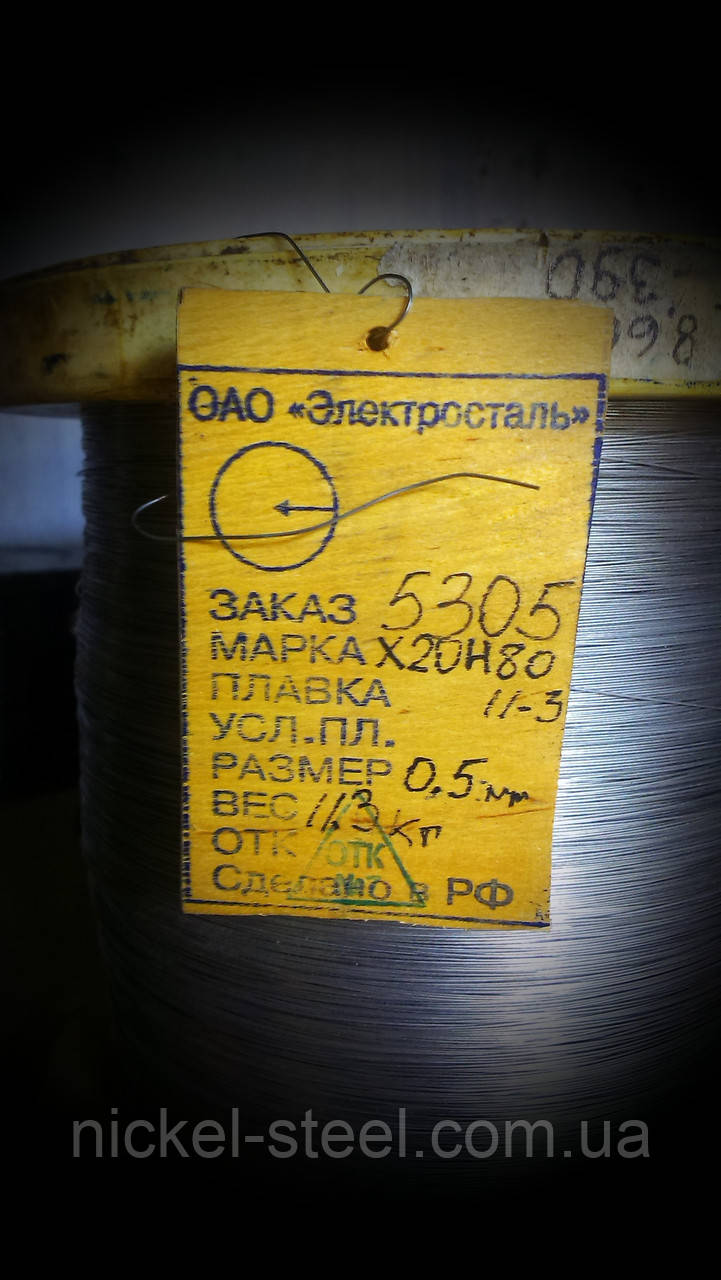 ОАО «Электросталь»
ЗАКАЗ 5305
МАРКА Х20Н80
ПЛАВКА 11-3
УСЛ.ПЛ.
РАЗМЕР 0,5 мм
ВЕС 11,3 Кг
ОТК ОТК
Сделано в РФ
nickel-steel.com.ua